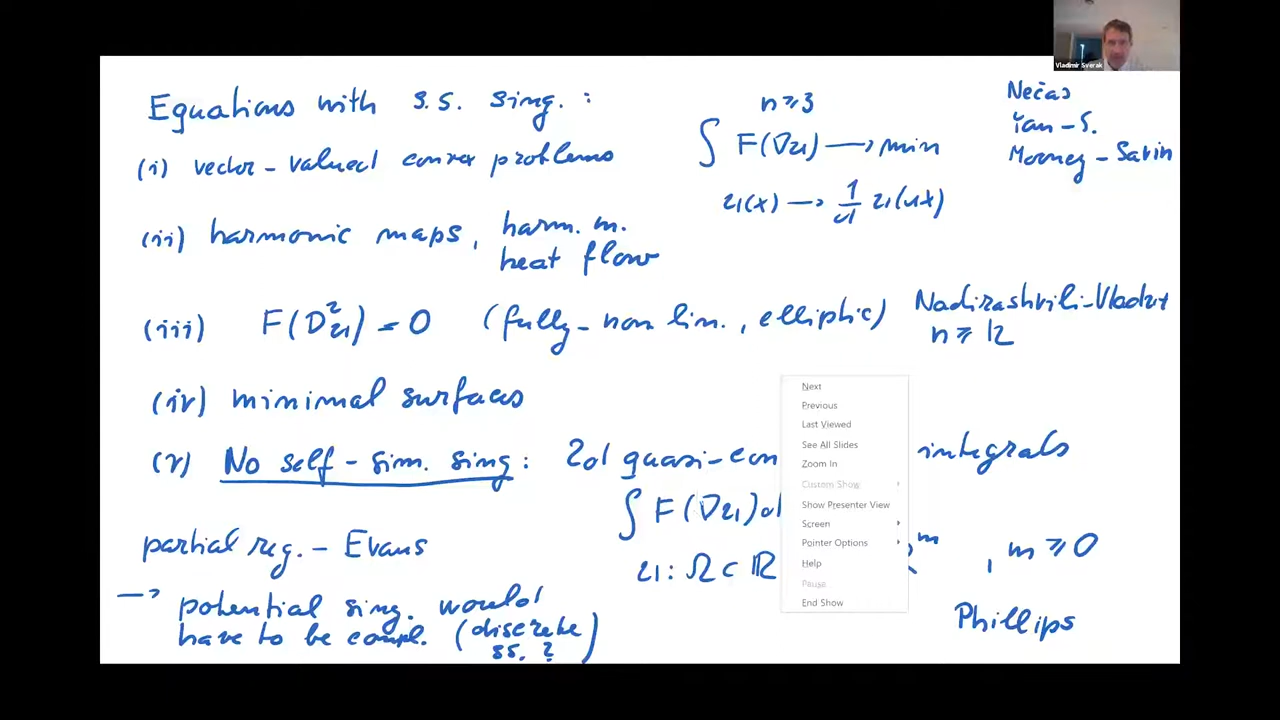 Vladimir Sverak
Equations with s.s. sing. :
n ≥ 3
∫ F(∇u) → min
u(x) → 1/λ u(λx)
Nečas
Yan - S.
Mooney - Savin
(i) vector - valued convex problems
(ii) harmonic maps, harm. m.
heat flow
(iii) F(D²u) = 0 (fully - non lin., elliptic)
Nadirashvili - Vladut
n ≥ 12
(iv) minimal surfaces
(v) No self - sim. sing : 2d quasi-con integrals
∫ F(∇u)d
u : Ω ⊂ ℝ m , m ≥ 0
Phillips
partial reg. - Evans
→ potential sing. would
have to be compl. (discrete
ss. ?)
Next
Previous
Last Viewed
See All Slides
Zoom In
Custom Show
Show Presenter View
Screen
Pointer Options
Help
Pause
End Show